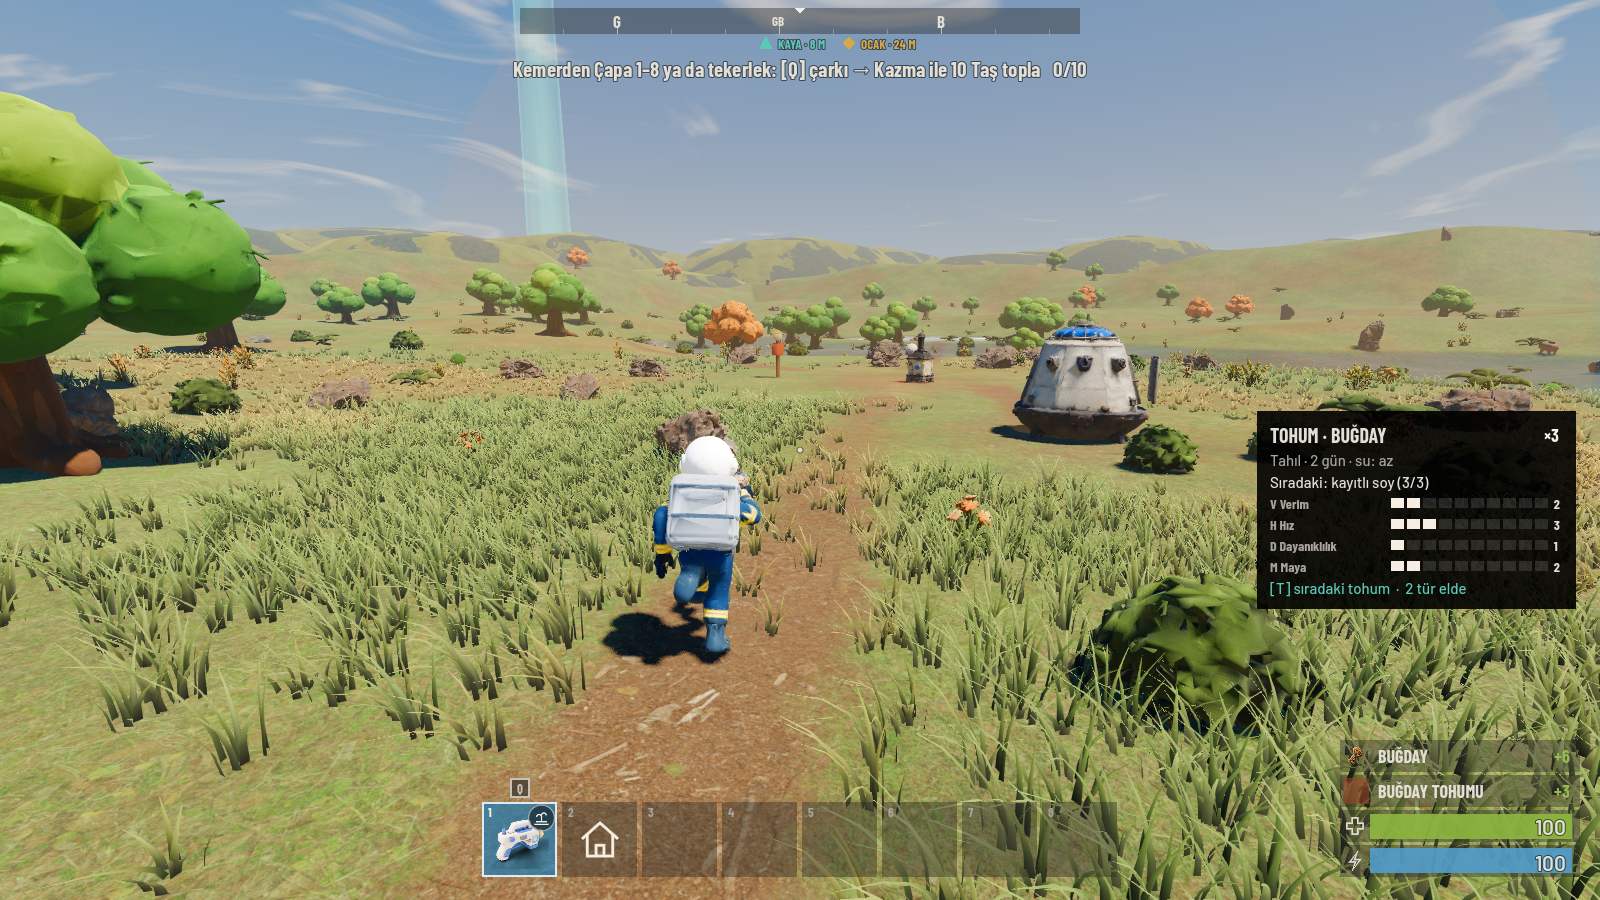 G
GB
B
KAYA · 8 M
OCAK · 24 M
Kemerden Çapa 1-8 ya da tekerlek: [Q] çarkı → Kazma ile 10 Taş topla 0/10
TOHUM · BUĞDAY ×3
Tahıl · 2 gün · su: az
Sıradaki: kayıtlı soy (3/3)
V Verim 2
H Hız 3
D Dayanıklılık 1
M Maya 2
[T] sıradaki tohum · 2 tür elde
BUĞDAY +6
BUĞDAY TOHUMU +3
100
100
Q
1 2 3 4 5 6 7 8